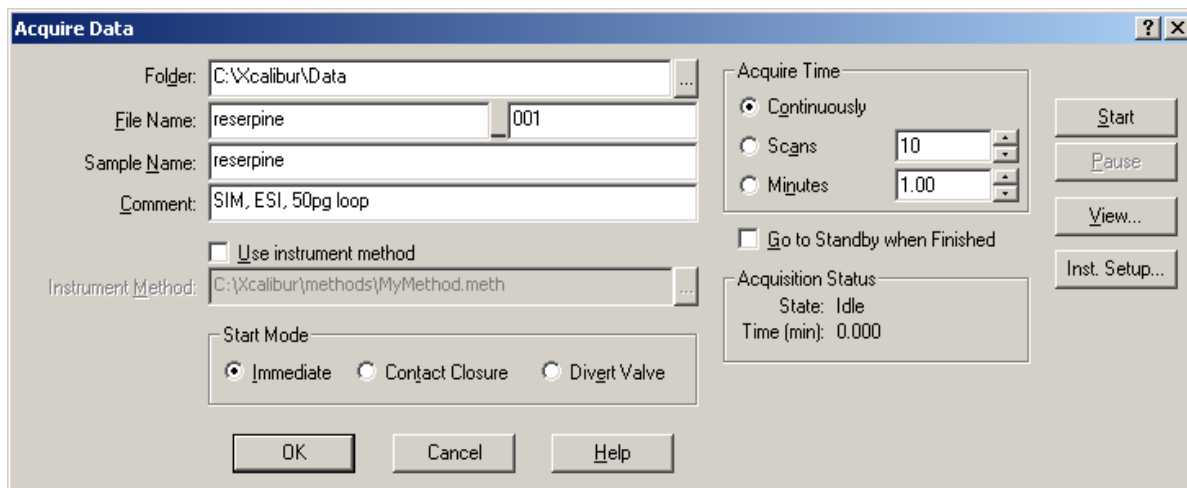 Acquire Data
Folder: C:\Xcalibur\Data ...
File Name: reserpine _ 001
Sample Name: reserpine
Comment: SIM, ESI, 50pg loop
Use instrument method
Instrument Method: C:\Xcalibur\methods\MyMethod.meth ...
Start Mode
Immediate Contact Closure Divert Valve
OK Cancel Help
Acquire Time
Continuously
Scans 10
Minutes 1.00
Go to Standby when Finished
Acquisition Status
State: Idle
Time (min): 0.000
Start
Pause
View...
Inst. Setup...